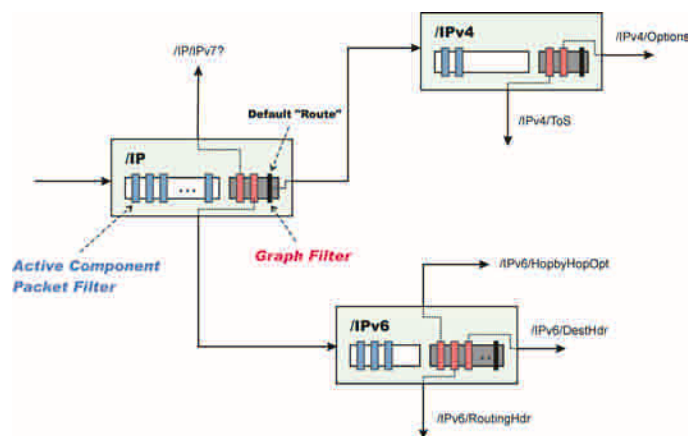 /IPv4
/IPv4/Options
/IP/IPv7?
Default "Route"
/IPv4/ToS
/IP
...
Active Component
Packet Filter
Graph Filter
/IPv6/HopbyHopOpt
/IPv6
/IPv6/DestHdr
..
/IPv6/RoutingHdr